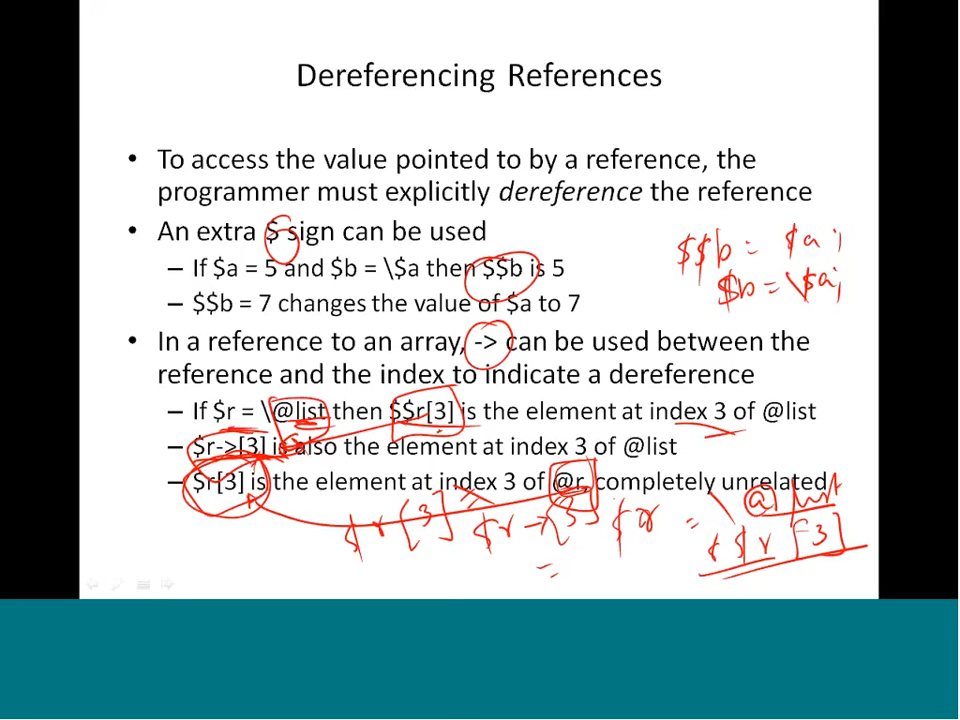 Dereferencing References
• To access the value pointed to by a reference, the
programmer must explicitly dereference the reference
• An extra $ sign can be used
– If $a = 5 and $b = \$a then $$b is 5
– $$b = 7 changes the value of $a to 7
$$b = $a ;
$b = \$a;
• In a reference to an array, -> can be used between the
reference and the index to indicate a dereference
– If $r = \@list then $$r[3] is the element at index 3 of @list
– $r->[3] is also the element at index 3 of @list
– $r[3] is the element at index 3 of @r, completely unrelated
$r[3] $r→[3] $r = \ @list
$r [3]